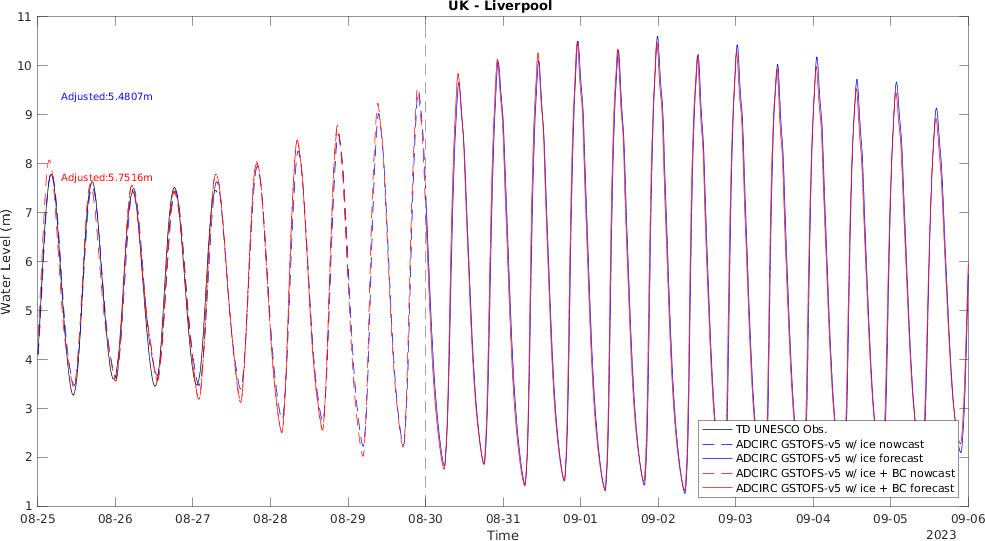 UK - Liverpool
Water Level (m)
11
10
9
8
7
6
5
4
3
2
1
Adjusted:5.4807m
Adjusted:5.7516m
TD UNESCO Obs.
ADCIRC GSTOFS-v5 w/ ice nowcast
ADCIRC GSTOFS-v5 w/ ice forecast
ADCIRC GSTOFS-v5 w/ ice + BC nowcast
ADCIRC GSTOFS-v5 w/ ice + BC forecast
08-25 08-26 08-27 08-28 08-29 08-30 08-31 09-01 09-02 09-03 09-04 09-05 09-06
Time
2023